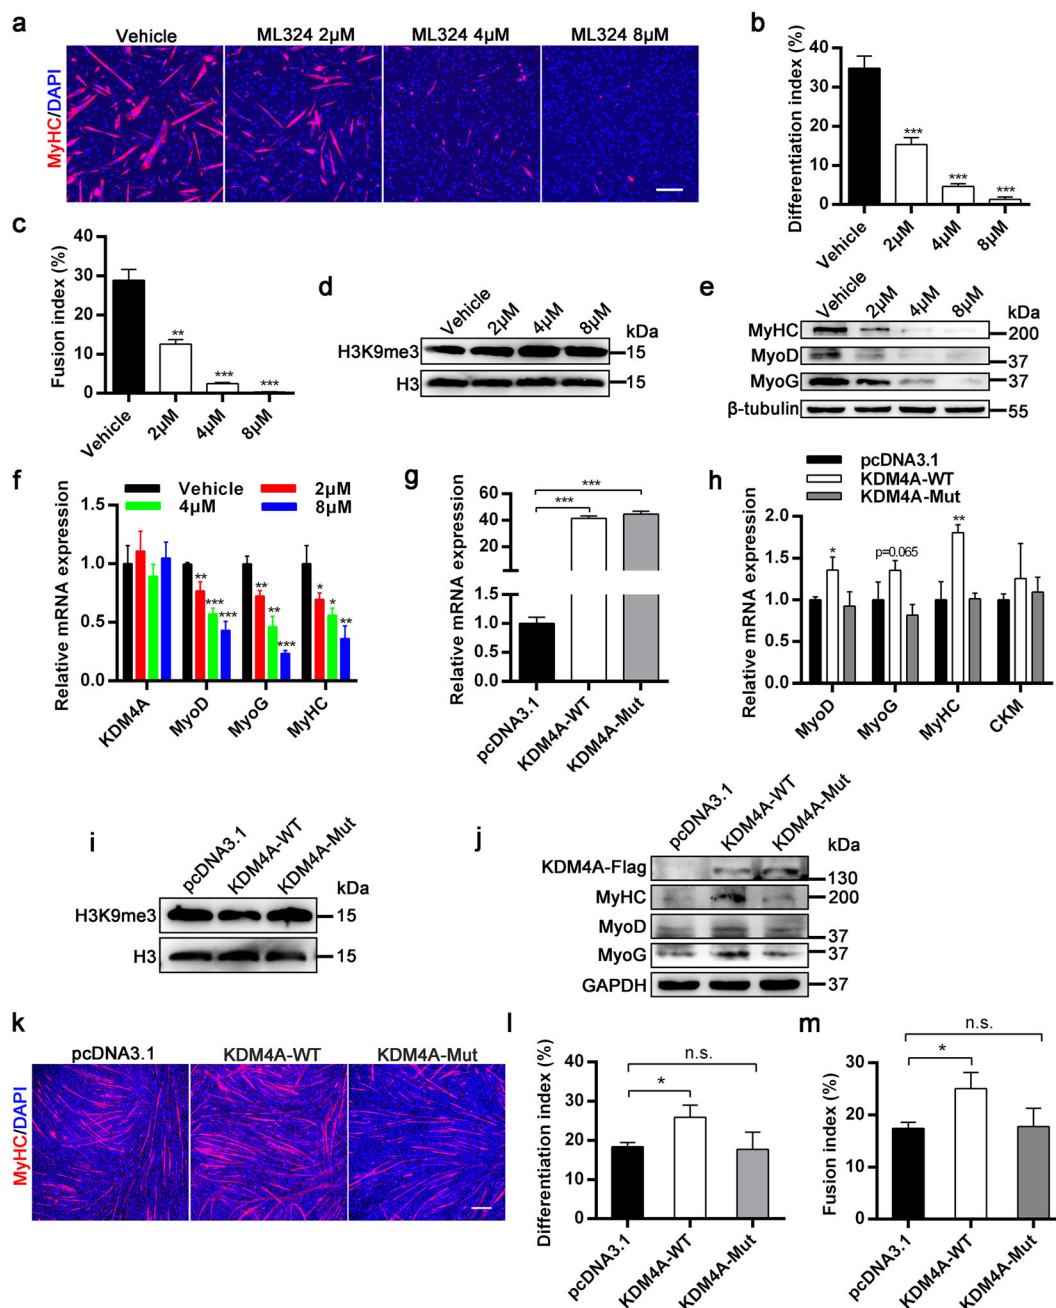 a
Vehicle ML324 2μM ML324 4μM ML324 8μM
MyHC/DAPI
b
Differentiation index (%)
40
30
20
10
0
***
***
***
Vehicle 2μM 4μM 8μM
c
Fusion index (%)
40
30
20
10
0
**
***
***
Vehicle 2μM 4μM 8μM
d
Vehicle 2μM 4μM 8μM kDa
H3K9me3 15
H3 15
e
Vehicle 2μM 4μM 8μM kDa
MyHC 200
MyoD 37
MyoG 37
β-tubulin 55
f
Vehicle 2μM
4μM 8μM
Relative mRNA expression
1.5
1.0
0.5
0.0
** *** ***
** ** ***
* * **
KDM4A MyoD MyoG MyHC
g
Relative mRNA expression
60
40
20
0
1.5
1.0
0.5
0.0
***
***
pcDNA3.1 KDM4A-WT KDM4A-Mut
h
pcDNA3.1
KDM4A-WT
KDM4A-Mut
Relative mRNA expression
2.0
1.5
1.0
0.5
0.0
*
p=0.065
**
MyoD MyoG MyHC CKM
i
pcDNA3.1 KDM4A-WT KDM4A-Mut kDa
H3K9me3 15
H3 15
j
pcDNA3.1 KDM4A-WT KDM4A-Mut kDa
KDM4A-Flag 130
MyHC 200
MyoD 37
MyoG 37
GAPDH 37
k
pcDNA3.1 KDM4A-WT KDM4A-Mut
MyHC/DAPI
l
Differentiation index (%)
40
30
20
10
0
n.s.
*
pcDNA3.1 KDM4A-WT KDM4A-Mut
m
Fusion index (%)
30
20
10
0
n.s.
*
pcDNA3.1 KDM4A-WT KDM4A-Mut